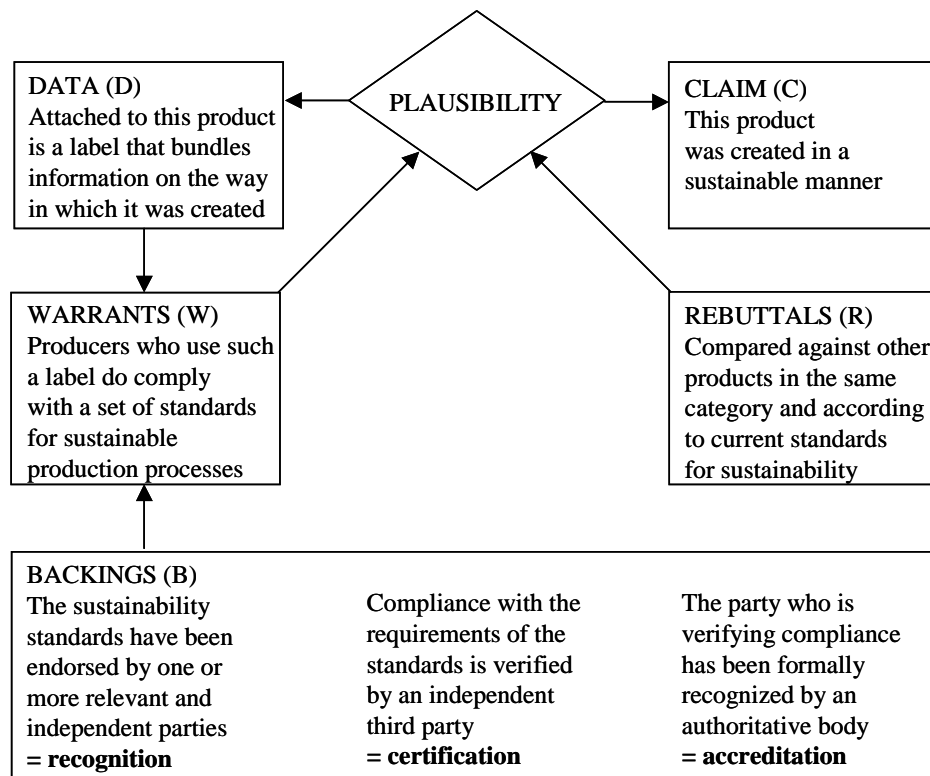 DATA (D)
Attached to this product
is a label that bundles
information on the way
in which it was created
PLAUSIBILITY
CLAIM (C)
This product
was created in a
sustainable manner
WARRANTS (W)
Producers who use such
a label do comply
with a set of standards
for sustainable
production processes
REBUTTALS (R)
Compared against other
products in the same
category and according
to current standards
for sustainability
BACKINGS (B)
The sustainability
standards have been
endorsed by one or
more relevant and
independent parties
= recognition
Compliance with the
requirements of the
standards is verified
by an independent
third party
= certification
The party who is
verifying compliance
has been formally
recognized by an
authoritative body
= accreditation